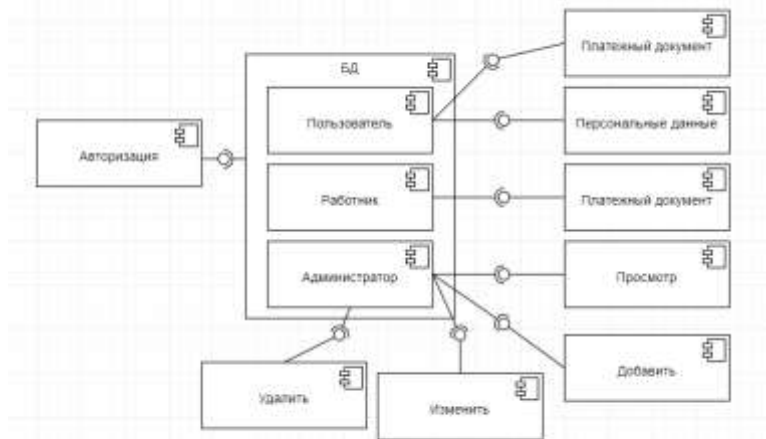 Платежный документ
БД
Пользователь
Персональные данные
Авторизация
Работник
Платежный документ
Администратор
Просмотр
Добавить
Удалить
Изменить